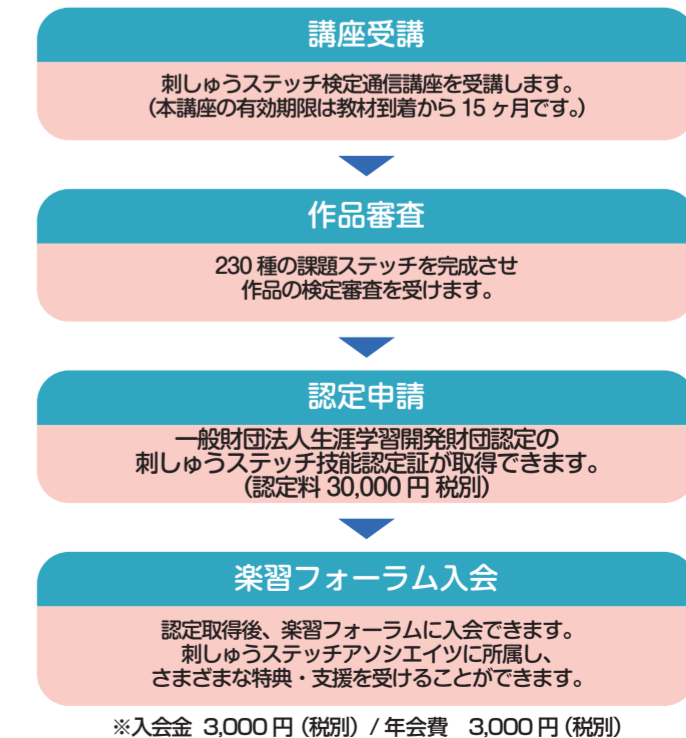 講座受講
刺しゅうステッチ検定通信講座を受講します。
(本講座の有効期限は教材到着から 15 ヶ月です。)
作品審査
230 種の課題ステッチを完成させ
作品の検定審査を受けます。
認定申請
一般財団法人生涯学習開発財団認定の
刺しゅうステッチ技能認定証が取得できます。
(認定料 30,000 円 税別)
楽習フォーラム入会
認定取得後、楽習フォーラムに入会できます。
刺しゅうステッチアソシエイツに所属し、
さまざまな特典・支援を受けることができます。
※入会金 3,000 円 (税別) / 年会費　3,000 円 (税別)